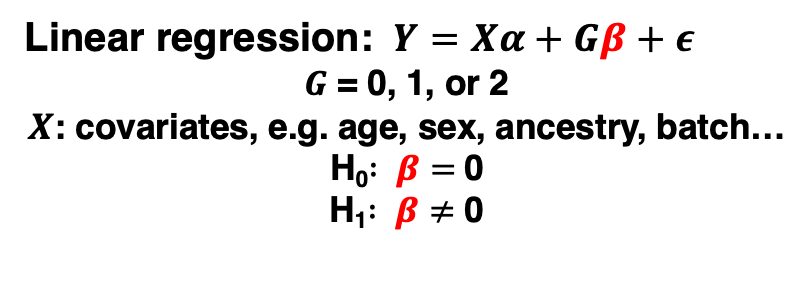 Linear regression: Y = Xα + Gβ + ϵ
G = 0, 1, or 2
X: covariates, e.g. age, sex, ancestry, batch...
H₀: β = 0
H₁: β ≠ 0